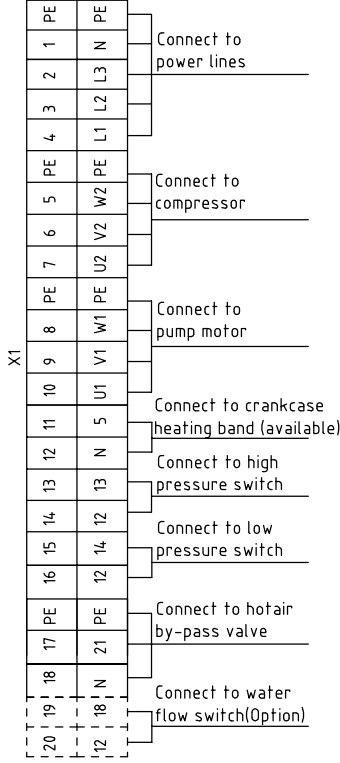 X1
PE PE
1 N
2 L3
3 L2
4 L1
Connect to
power lines
PE PE
5 W2
6 V2
7 U2
Connect to
compressor
PE PE
8 W1
9 V1
10 U1
Connect to
pump motor
11 5
12 N
Connect to crankcase
heating band (available)
13 13
14 12
Connect to high
pressure switch
15 14
16 12
Connect to low
pressure switch
PE PE
17 21
18 N
Connect to hotair
by-pass valve
19 18
20 12
Connect to water
flow switch(Option)